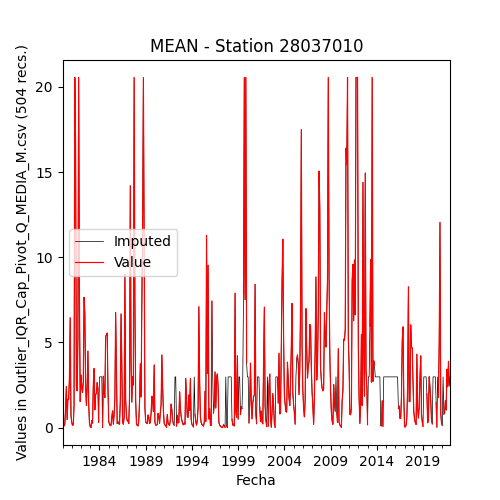 MEAN - Station 28037010
Values in Outlier_IQR_Cap_Pivot_Q_MEDIA_M.csv (504 recs.)
20
15
10
5
0
Imputed
Value
1984 1989 1994 1999 2004 2009 2014 2019
Fecha